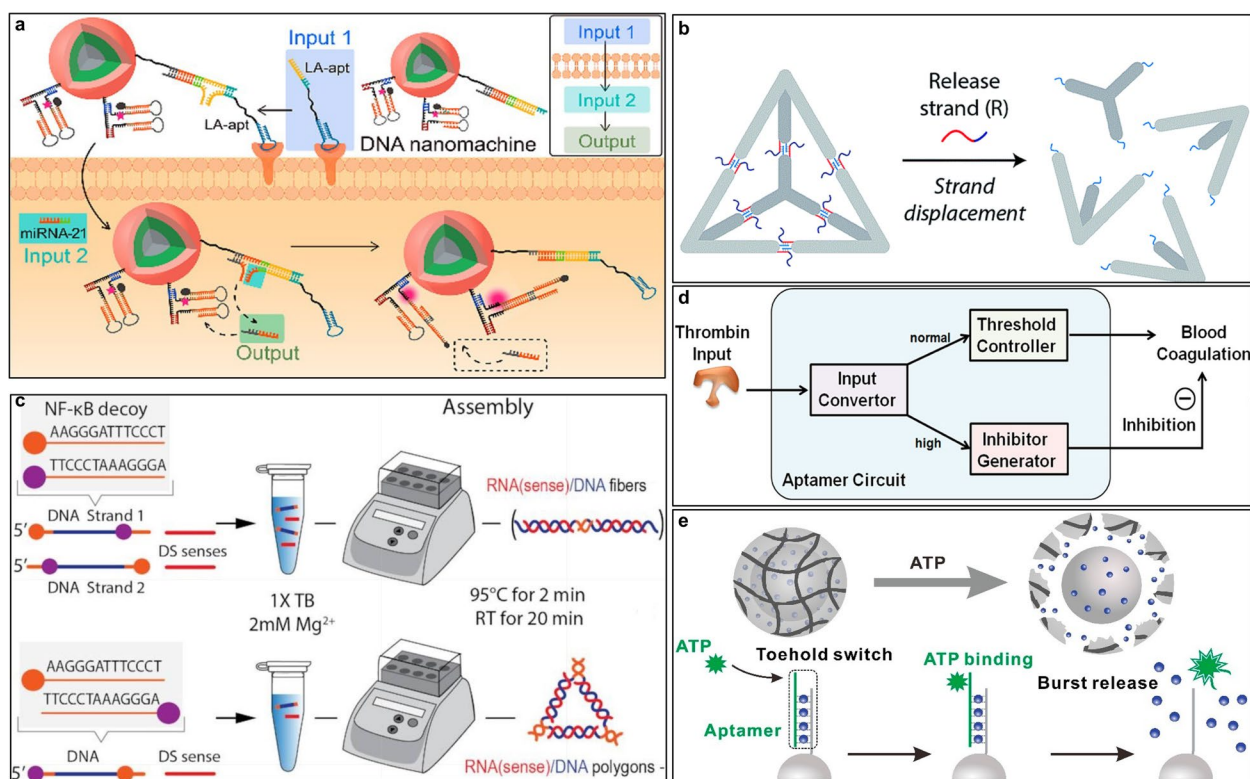 a
Input 1
LA-apt
LA-apt
DNA nanomachine
Input 1
Input 2
Output
miRNA-21
Input 2
Output
b
Release
strand (R)
Strand
displacement
c
NF-κB decoy
AAGGGATTTCCCT
TTCCCTAAAGGGA
5′ DNA Strand 1
DS senses
5′
DNA Strand 2
Assembly
RNA(sense)/DNA fibers
1X TB
2mM Mg2+
95°C for 2 min
RT for 20 min
AAGGGATTTCCCT
TTCCCTAAAGGGA
DNA
DS sense
5′
RNA(sense)/DNA polygons -
d
Thrombin
Input
Input
Convertor
normal
high
Threshold
Controller
Inhibitor
Generator
Aptamer Circuit
Blood
Coagulation
Inhibition
e
ATP
ATP
Toehold switch
Aptamer
ATP binding
Burst release